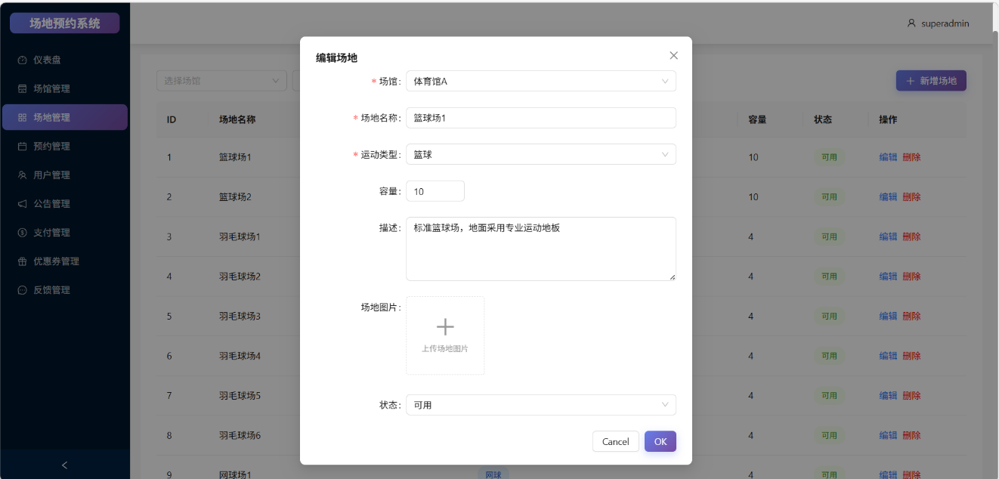 场地预约系统
superadmin
仪表盘
场馆管理
场地管理
预约管理
用户管理
公告管理
支付管理
优惠券管理
反馈管理
选择场馆
+ 新增场地
ID 场地名称 容量 状态 操作
1 篮球场1 10 可用 编辑 删除
2 篮球场2 10 可用 编辑 删除
3 羽毛球场1 4 可用 编辑 删除
4 羽毛球场2 4 可用 编辑 删除
5 羽毛球场3 4 可用 编辑 删除
6 羽毛球场4 4 可用 编辑 删除
7 羽毛球场5 4 可用 编辑 删除
8 羽毛球场6 4 可用 编辑 删除
9 网球场1 网球 4 可用 编辑 删除
编辑场地
* 场馆: 体育馆A
* 场地名称: 篮球场1
* 运动类型: 篮球
容量: 10
描述: 标准篮球场，地面采用专业运动地板
场地图片:
上传场地图片
状态: 可用
Cancel OK